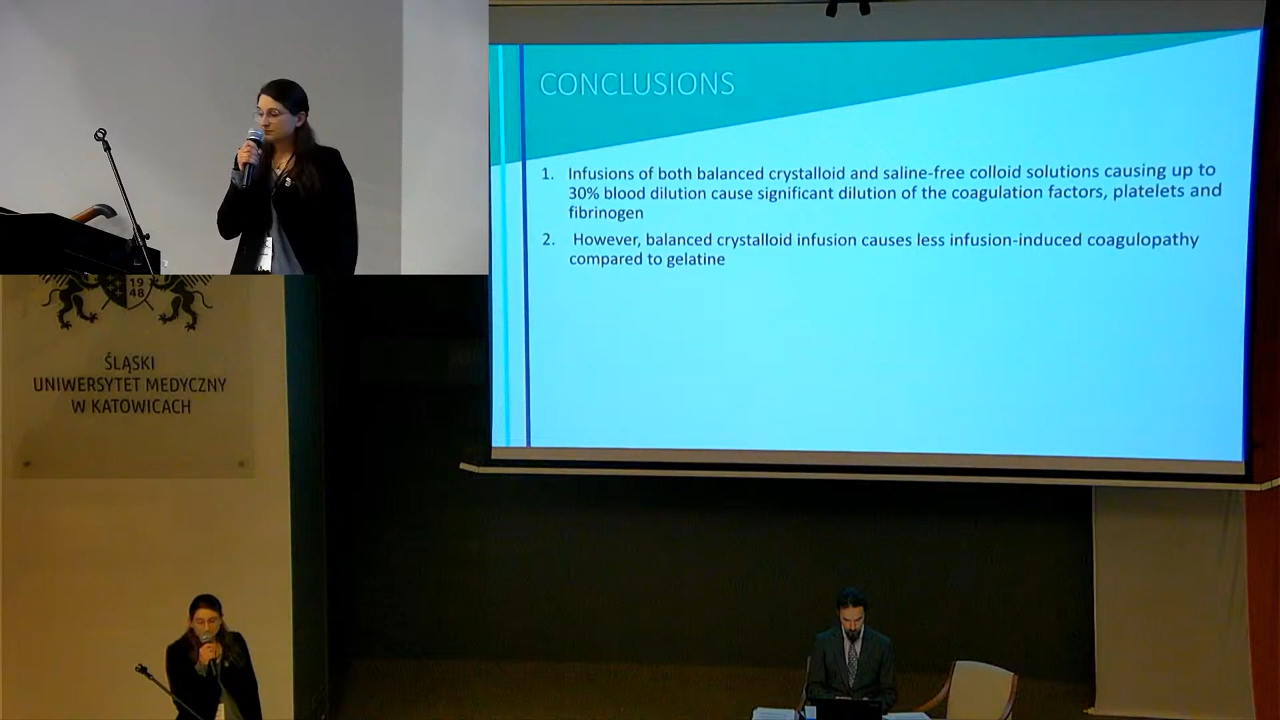 CONCLUSIONS
1. Infusions of both balanced crystalloid and saline-free colloid solutions causing up to
30% blood dilution cause significant dilution of the coagulation factors, platelets and
fibrinogen
2. However, balanced crystalloid infusion causes less infusion-induced coagulopathy
compared to gelatine
19
48
ŚLĄSKI
UNIWERSYTET MEDYCZNY
W KATOWICACH